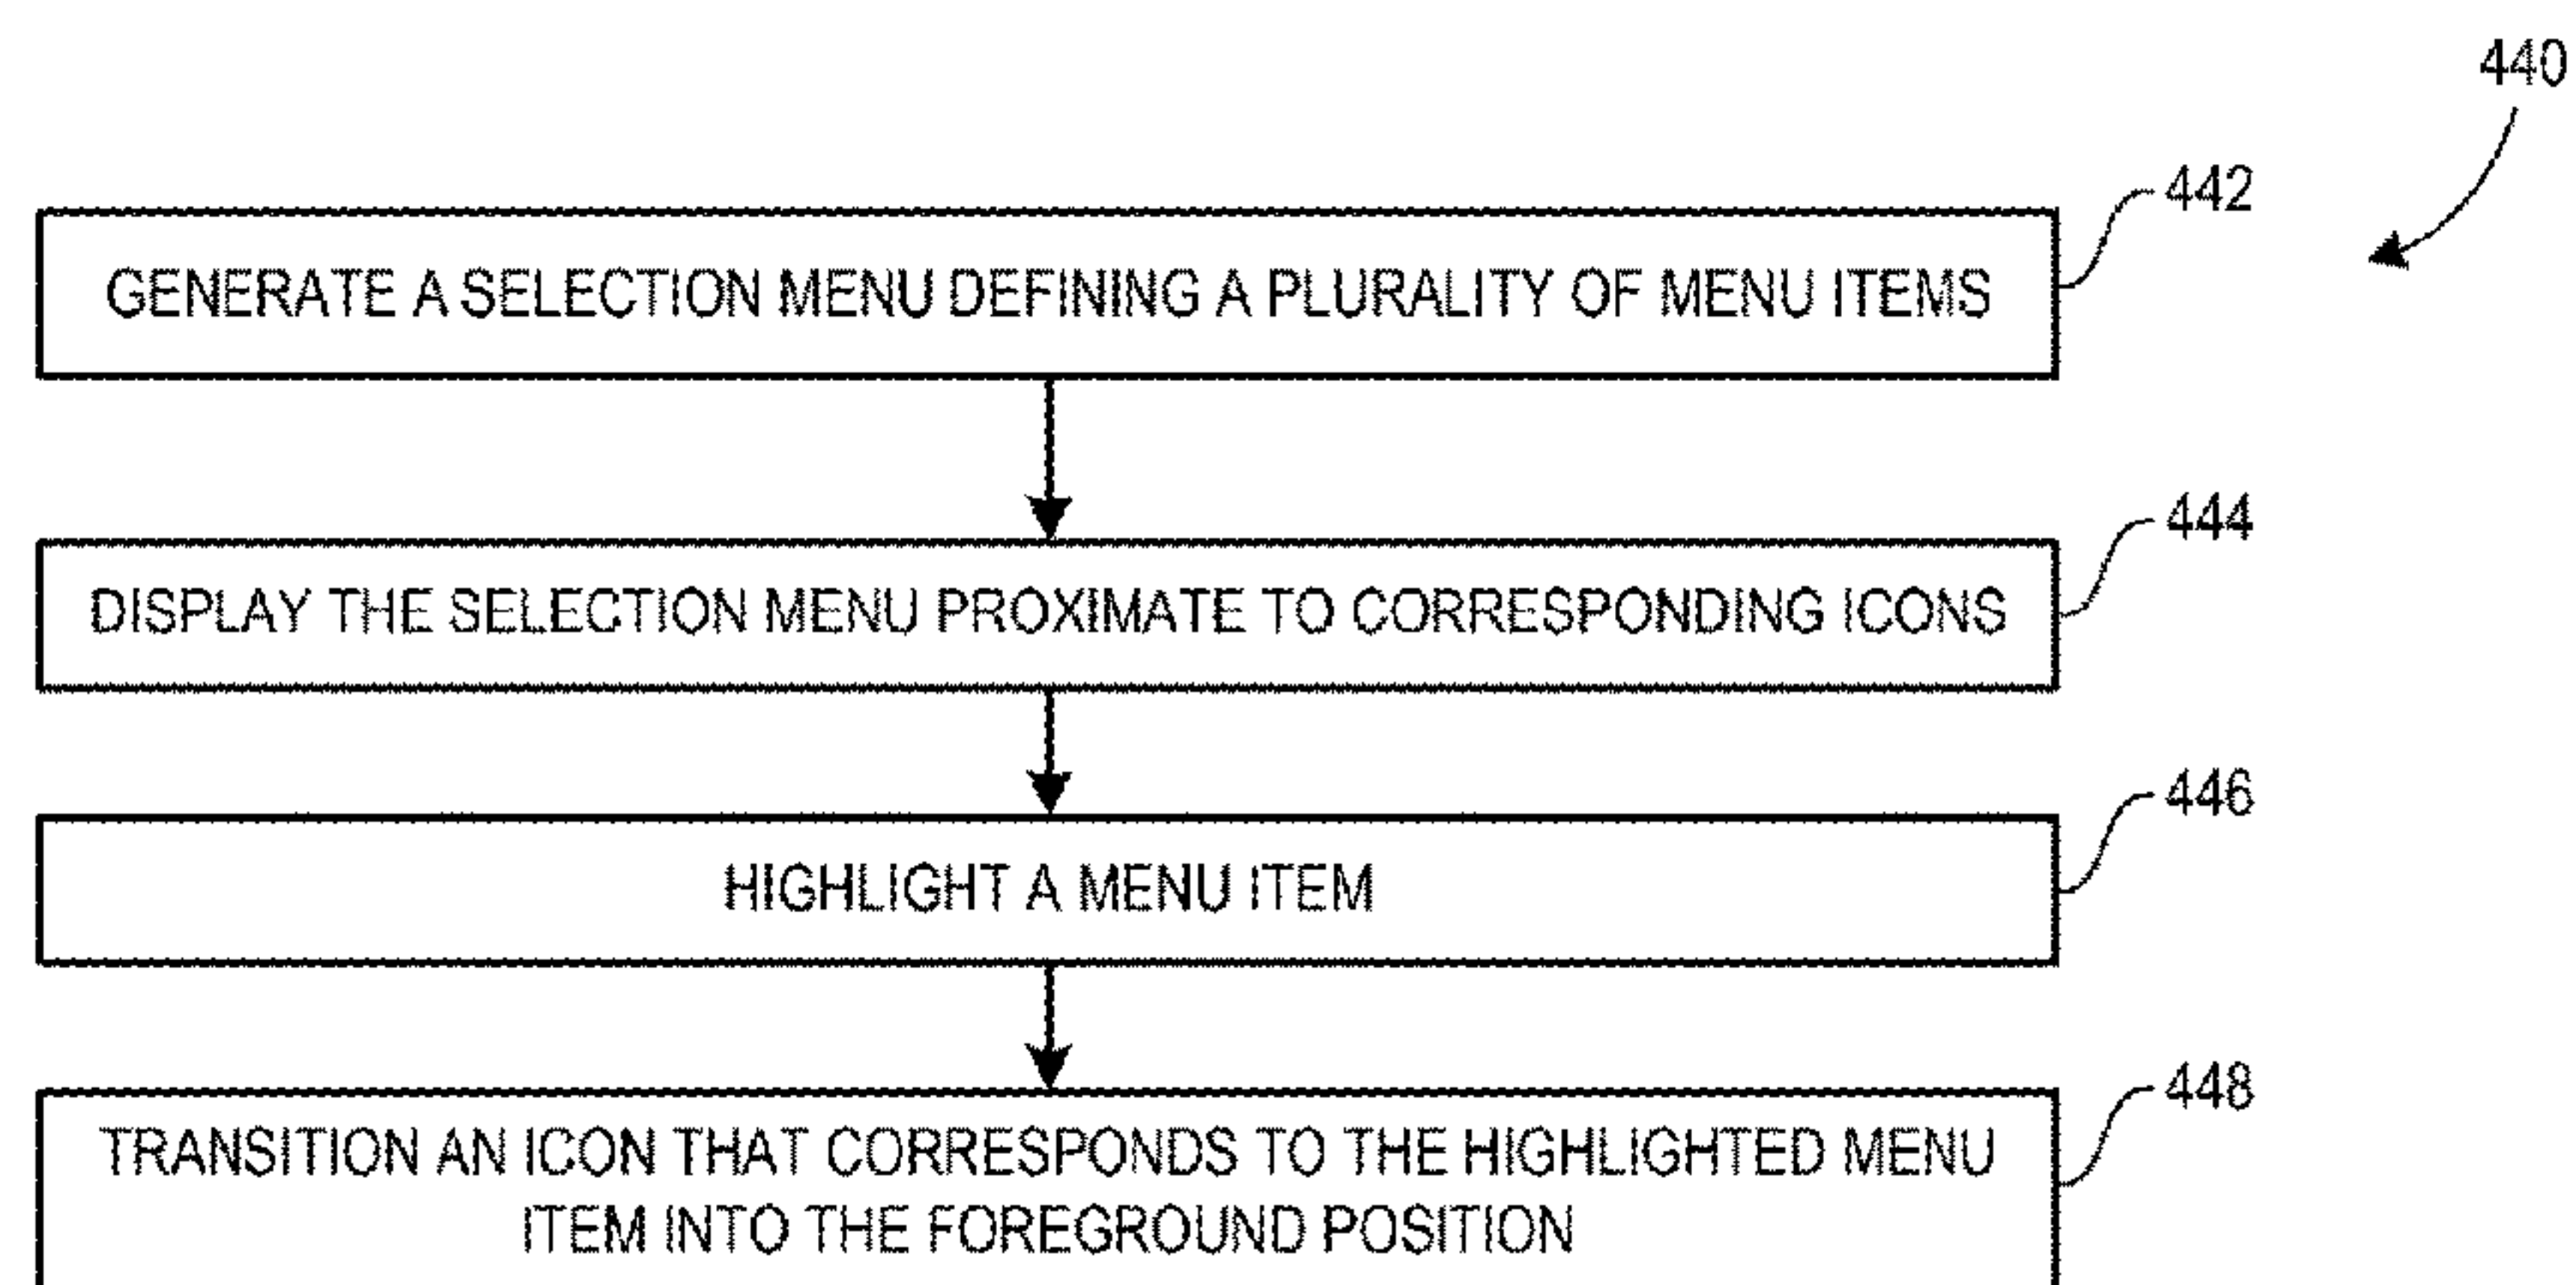 440
442
GENERATE A SELECTION MENU DEFINING A PLURALITY OF MENU ITEMS
444
DISPLAY THE SELECTION MENU PROXIMATE TO CORRESPONDING ICONS
446
HIGHLIGHT A MENU ITEM
448
TRANSITION AN ICON THAT CORRESPONDS TO THE HIGHLIGHTED MENU
ITEM INTO THE FOREGROUND POSITION